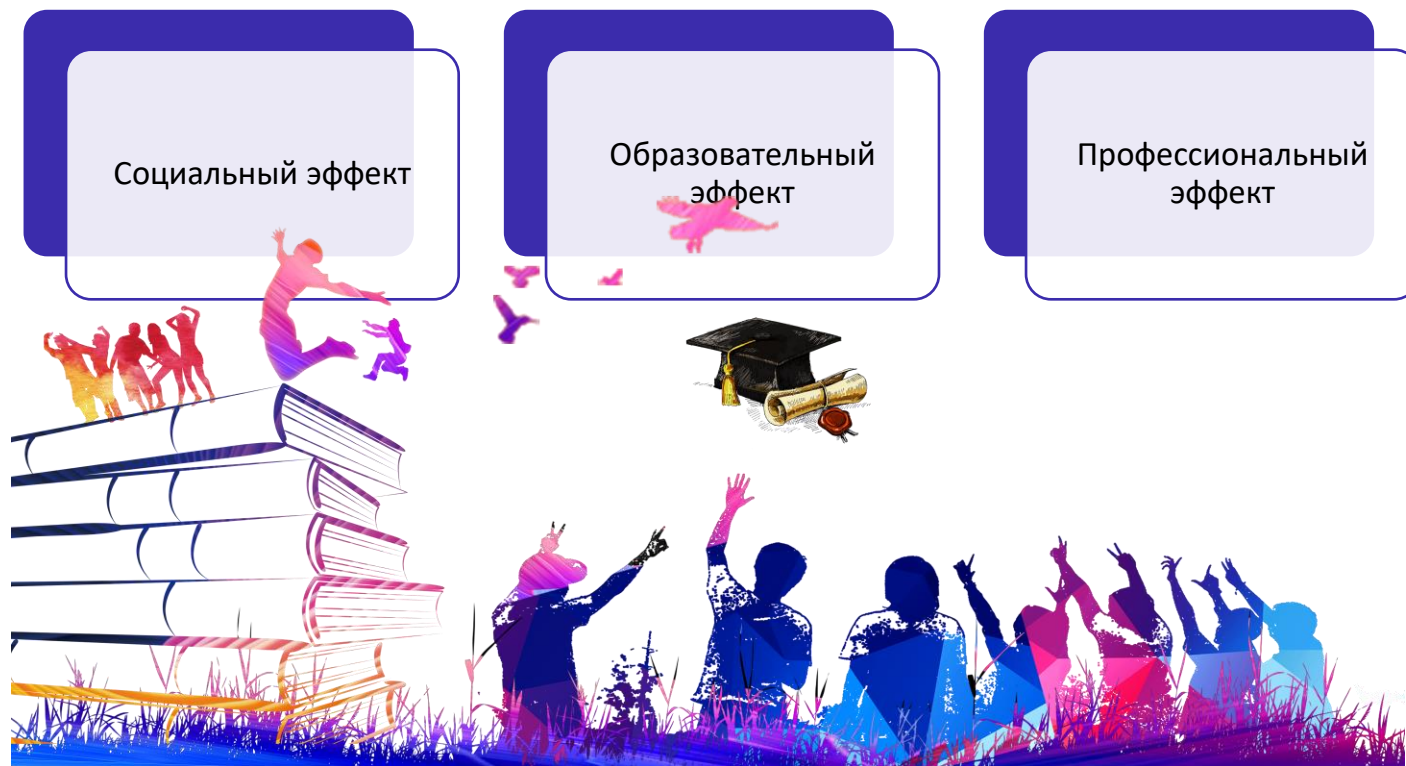 Социальный эффект
Образовательный
эффект
Профессиональный
эффект